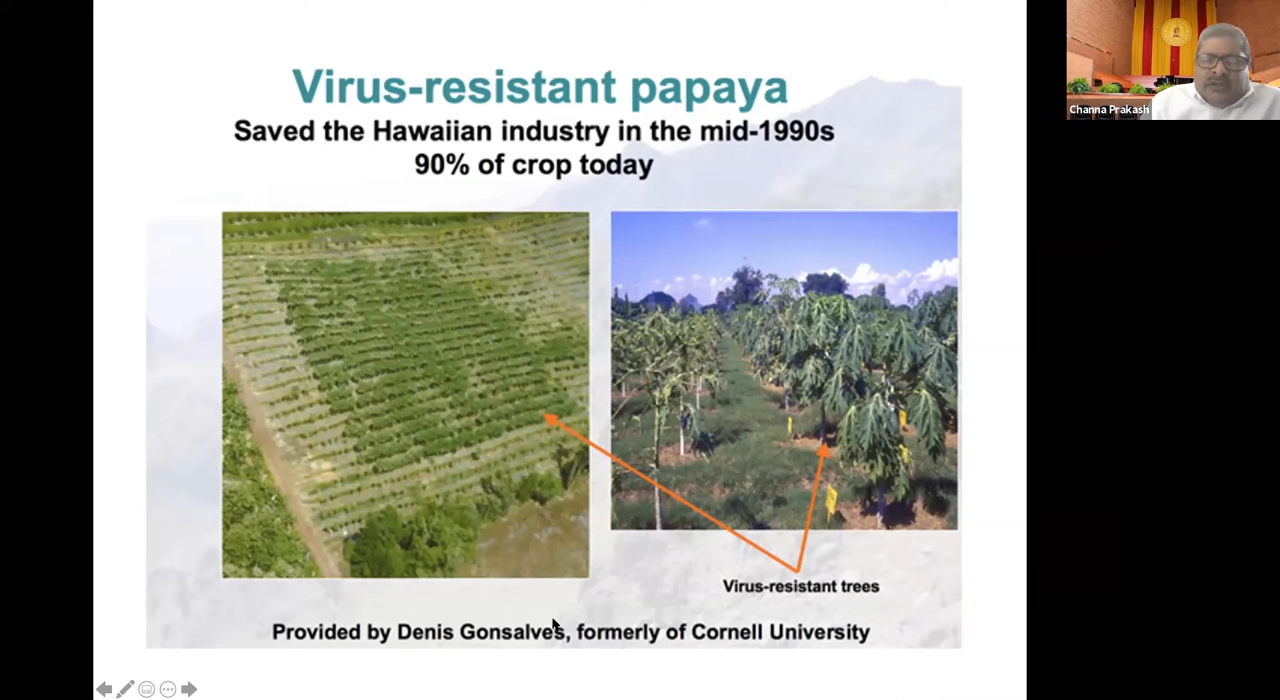 Virus-resistant papaya
Saved the Hawaiian industry in the mid-1990s
90% of crop today
Virus-resistant trees
Provided by Denis Gonsalves, formerly of Cornell University
Channa Prakash